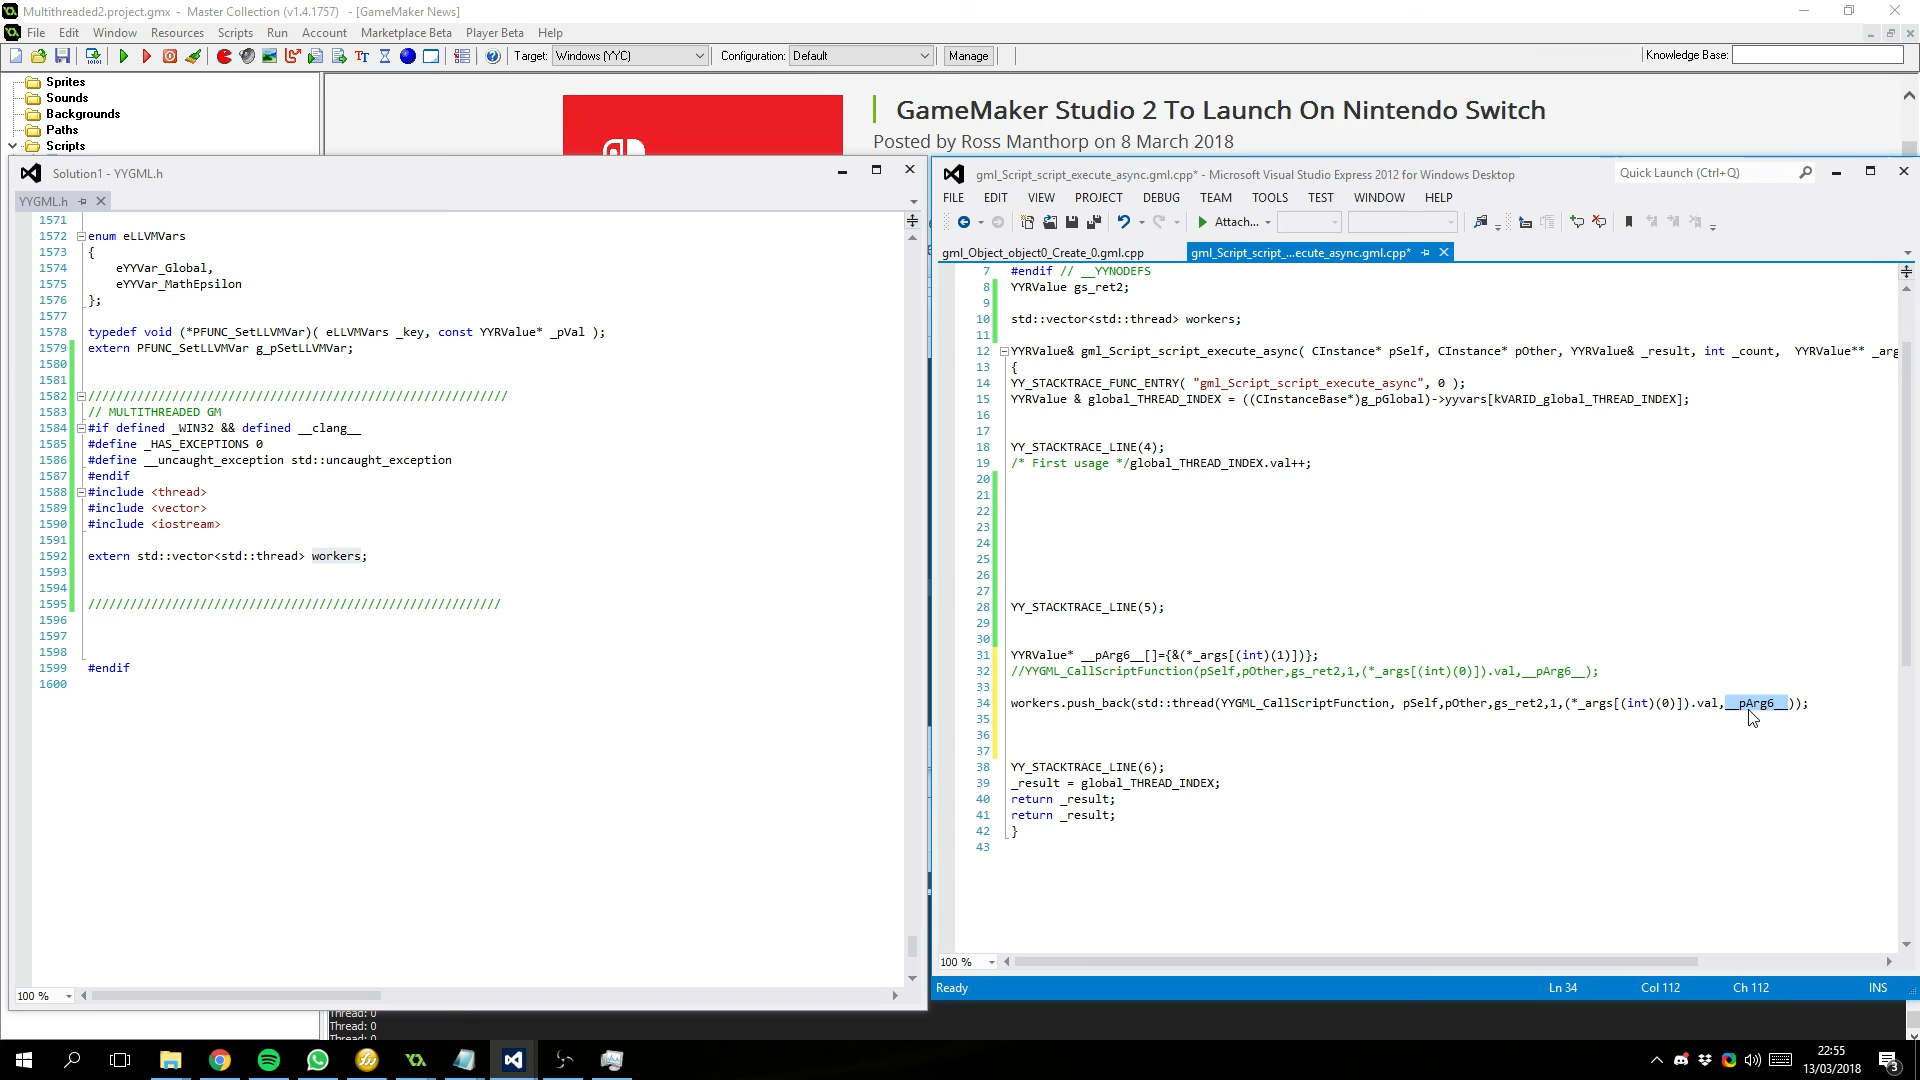 Multithreaded2.project.gmx - Master Collection (v1.4.1757) - [GameMaker News]
File Edit Window Resources Scripts Run Account Marketplace Beta Player Beta Help
Target: Windows (YYC) Configuration: Default Manage Knowledge Base:
Sprites
Sounds
Backgrounds
Paths
Scripts
GameMaker Studio 2 To Launch On Nintendo Switch
Posted by Ross Manthorp on 8 March 2018
Solution1 - YYGML.h
YYGML.h
1571
1572 enum eLLVMVars
1573 {
1574 eYYVar_Global,
1575 eYYVar_MathEpsilon
1576 };
1577
1578 typedef void (*PFUNC_SetLLVMVar)( eLLVMVars _key, const YYRValue* _pVal );
1579 extern PFUNC_SetLLVMVar g_pSetLLVMVar;
1580
1581
1582 ////////////////////////////////////////////////////////////
1583 // MULTITHREADED GM
1584 #if defined _WIN32 && defined __clang__
1585 #define _HAS_EXCEPTIONS 0
1586 #define __uncaught_exception std::uncaught_exception
1587 #endif
1588 #include <thread>
1589 #include <vector>
1590 #include <iostream>
1591
1592 extern std::vector<std::thread> workers;
1593
1594
1595 ///////////////////////////////////////////////////////////
1596
1597
1598
1599 #endif
1600
100 %
gml_Script_script_execute_async.gml.cpp* - Microsoft Visual Studio Express 2012 for Windows Desktop
Quick Launch (Ctrl+Q)
FILE EDIT VIEW PROJECT DEBUG TEAM TOOLS TEST WINDOW HELP
Attach...
gml_Object_object0_Create_0.gml.cpp gml_Script_script_...ecute_async.gml.cpp*
7 #endif // __YYNODEFS
8 YYRValue gs_ret2;
9
10 std::vector<std::thread> workers;
11
12 YYRValue& gml_Script_script_execute_async( CInstance* pSelf, CInstance* pOther, YYRValue& _result, int _count, YYRValue** _arg
13 {
14 YY_STACKTRACE_FUNC_ENTRY( "gml_Script_script_execute_async", 0 );
15 YYRValue & global_THREAD_INDEX = ((CInstanceBase*)g_pGlobal)->yyvars[kVARID_global_THREAD_INDEX];
16
17
18 YY_STACKTRACE_LINE(4);
19 /* First usage */global_THREAD_INDEX.val++;
20
21
22
23
24
25
26
27
28 YY_STACKTRACE_LINE(5);
29
30
31 YYRValue* __pArg6__[]={&(*_args[(int)(1)])};
32 //YYGML_CallScriptFunction(pSelf,pOther,gs_ret2,1,(*_args[(int)(0)]).val,__pArg6__);
33
34 workers.push_back(std::thread(YYGML_CallScriptFunction, pSelf,pOther,gs_ret2,1,(*_args[(int)(0)]).val,__pArg6__));
35
36
37
38 YY_STACKTRACE_LINE(6);
39 _result = global_THREAD_INDEX;
40 return _result;
41 return _result;
42 }
43
100 %
Ready Ln 34 Col 112 Ch 112 INS
Thread: 0
Thread: 0
Thread: 0
22:55
13/03/2018
3